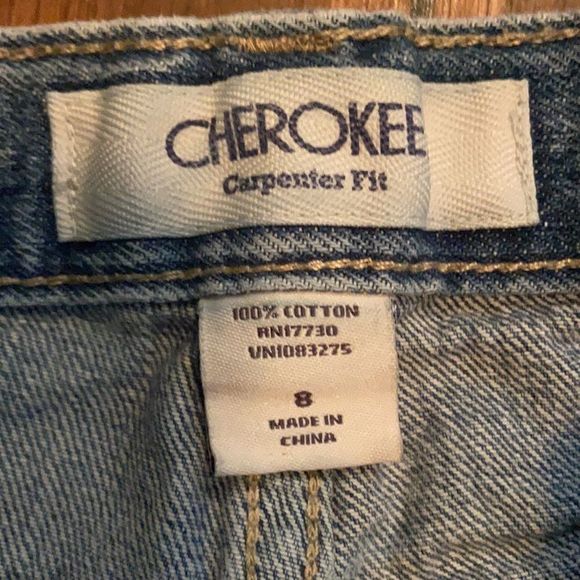 CHEROKEE
Carpenter Fit
100% COTTON
RN17730
VN1083275
8
MADE IN
CHINA